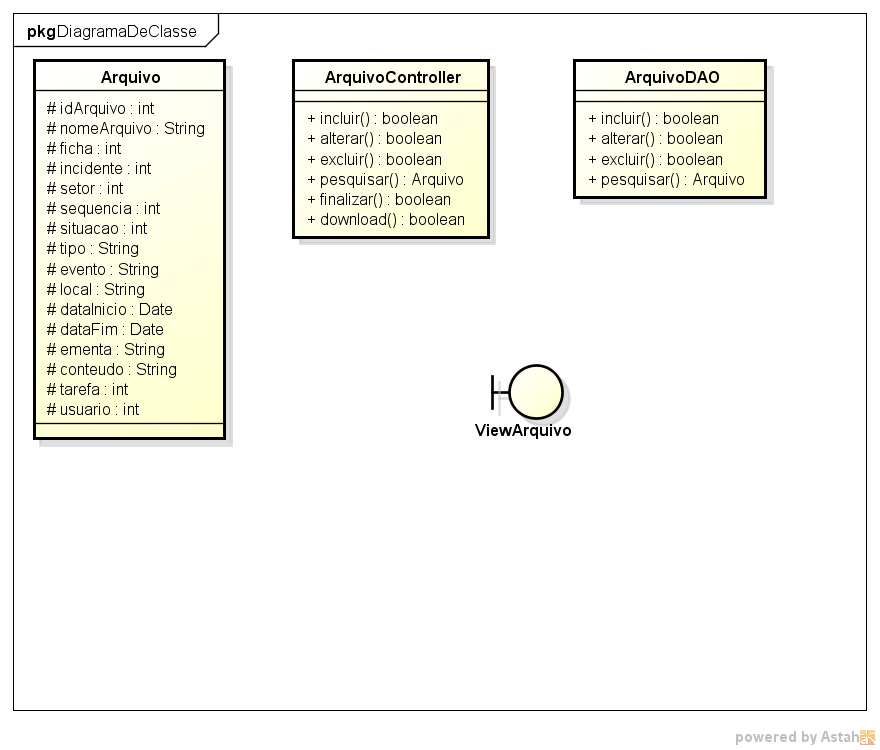 pkg DiagramaDeClasse
Arquivo
# idArquivo : int
# nomeArquivo : String
# ficha : int
# incidente : int
# setor : int
# sequencia : int
# situacao : int
# tipo : String
# evento : String
# local : String
# dataInicio : Date
# dataFim : Date
# ementa : String
# conteudo : String
# tarefa : int
# usuario : int
ArquivoController
+ incluir() : boolean
+ alterar() : boolean
+ excluir() : boolean
+ pesquisar() : Arquivo
+ finalizar() : boolean
+ download() : boolean
ArquivoDAO
+ incluir() : boolean
+ alterar() : boolean
+ excluir() : boolean
+ pesquisar() : Arquivo
ViewArquivo
powered by Astah